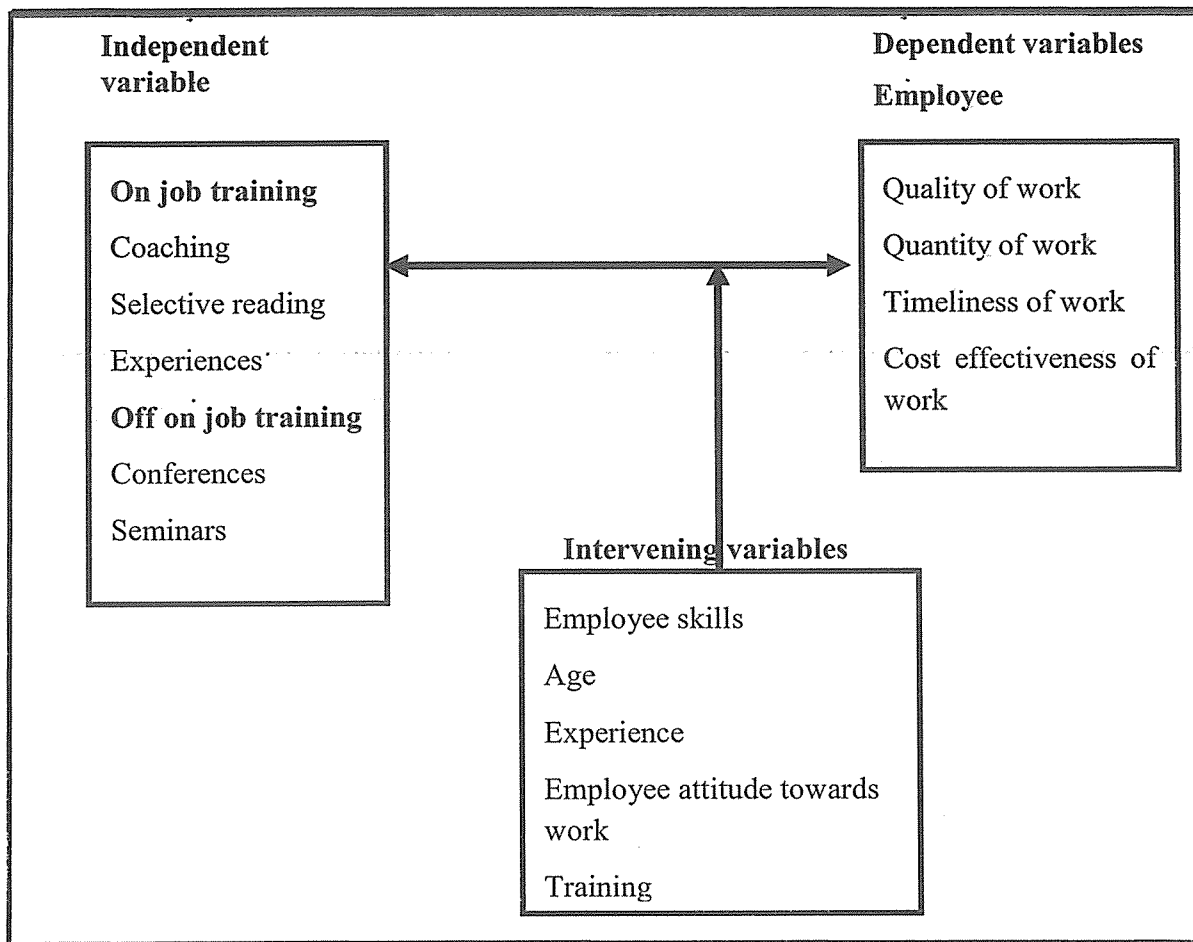 Independent
variable
On job training
Coaching
Selective reading
Experiences
Off on job training
Conferences
Seminars
Dependent variables
Employee
Quality of work
Quantity of work
Timeliness of work
Cost effectiveness of
work
Intervening variables
Employee skills
Age
Experience
Employee attitude towards
work
Training